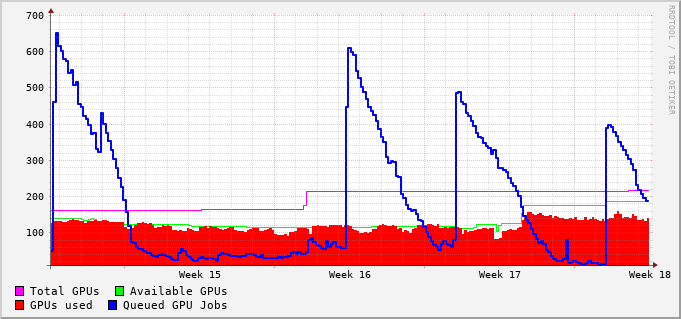 700
600
500
400
300
200
100
Week 15 Week 16 Week 17 Week 18
Total GPUs Available GPUs
GPUs used Queued GPU Jobs
RRDTOOL / TOBI OETIKER